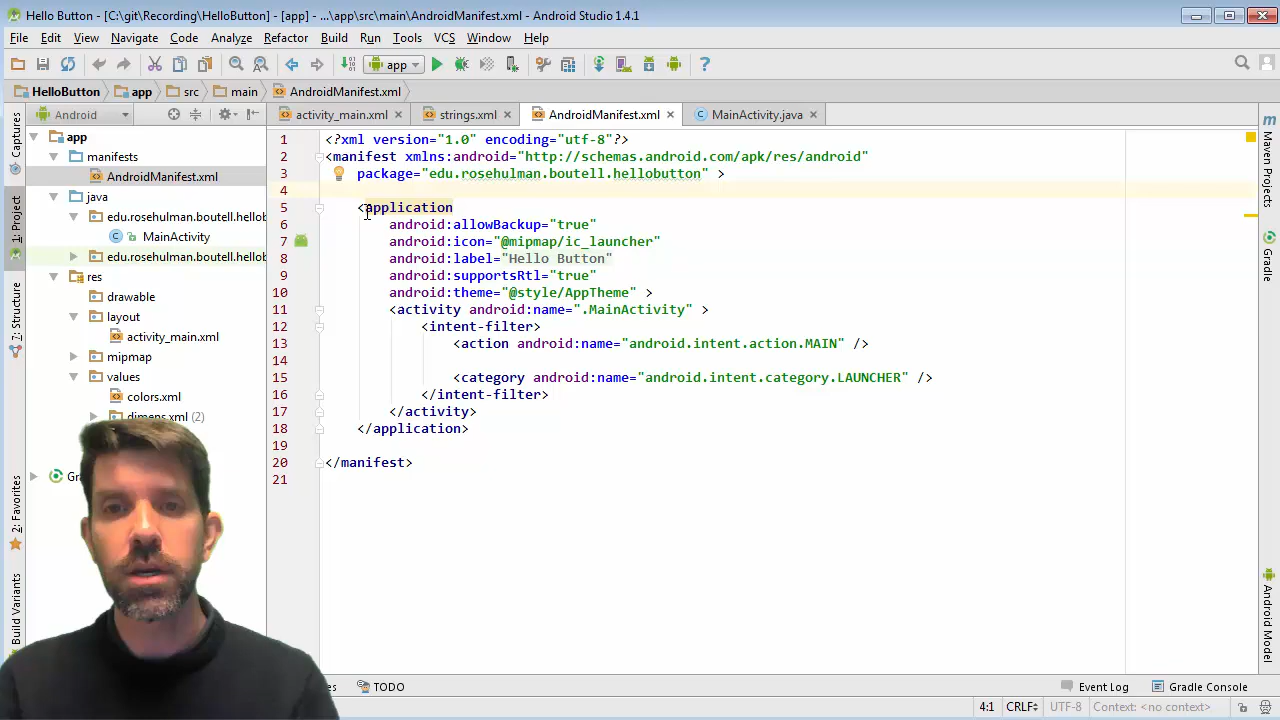 Hello Button - [C:\git\Recording\HelloButton] - [app] - ...\app\src\main\AndroidManifest.xml - Android Studio 1.4.1
File Edit View Navigate Code Analyze Refactor Build Run Tools VCS Window Help
app
HelloButton app src main AndroidManifest.xml
Android
activity_main.xml strings.xml AndroidManifest.xml MainActivity.java
Captures
1: Project
7: Structure
2: Favorites
Build Variants
app
manifests
AndroidManifest.xml
java
edu.rosehulman.boutell.hellob
MainActivity
edu.rosehulman.boutell.hellob
res
drawable
layout
activity_main.xml
mipmap
values
colors.xml
dimens.xml (2)
1 <?xml version="1.0" encoding="utf-8"?>
2 <manifest xmlns:android="http://schemas.android.com/apk/res/android"
3 package="edu.rosehulman.boutell.hellobutton" >
4
5 <application
6 android:allowBackup="true"
7 android:icon="@mipmap/ic_launcher"
8 android:label="Hello Button"
9 android:supportsRtl="true"
10 android:theme="@style/AppTheme" >
11 <activity android:name=".MainActivity" >
12 <intent-filter>
13 <action android:name="android.intent.action.MAIN" />
14
15 <category android:name="android.intent.category.LAUNCHER" />
16 </intent-filter>
17 </activity>
18 </application>
19
20 </manifest>
21
Maven Projects
Gradle
Android Model
TODO Event Log Gradle Console
4:1 CRLF UTF-8 Context: <no context>